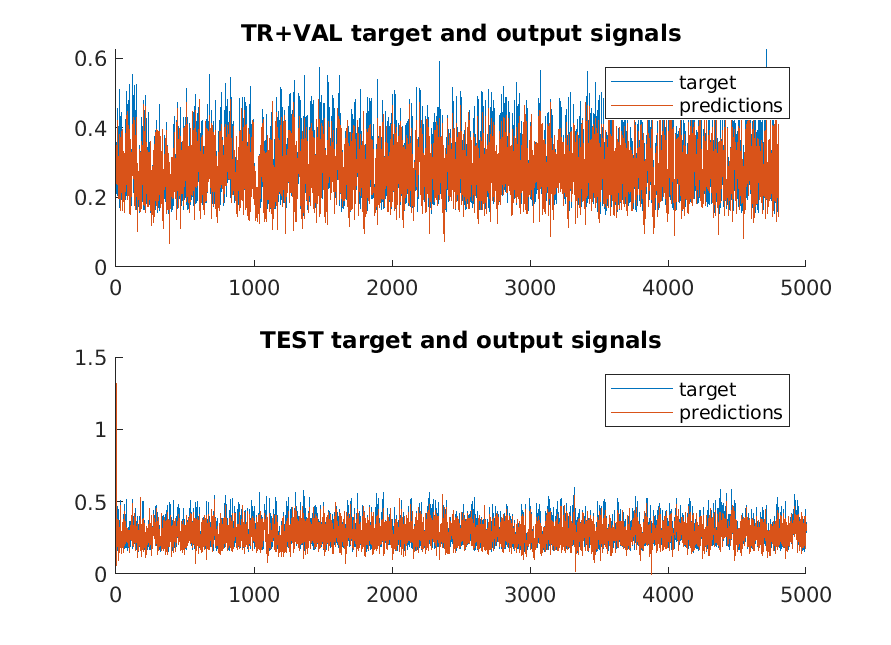 TR+VAL target and output signals
0.6
target
predictions
0.4
0.2
0
0 1000 2000 3000 4000 5000
TEST target and output signals
1.5
target
predictions
1
0.5
0
0 1000 2000 3000 4000 5000